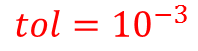 tol = 10⁻³